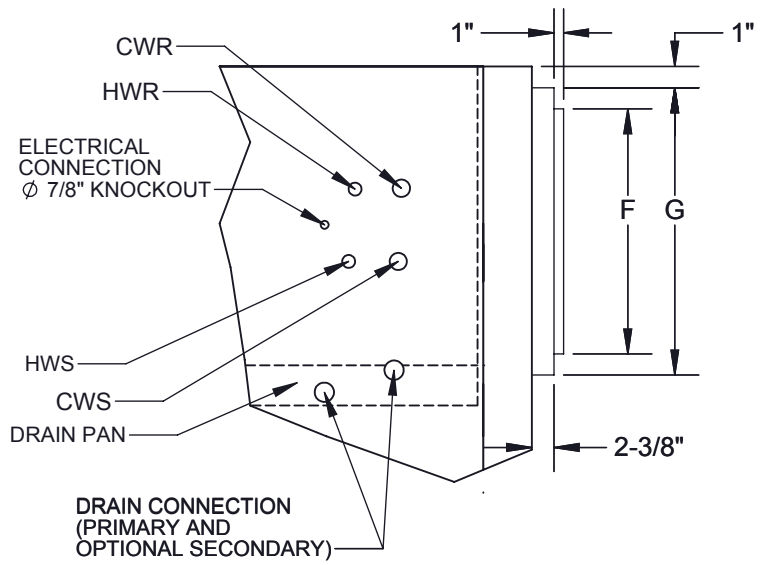 1"
1"
CWR
HWR
ELECTRICAL
CONNECTION
Ø 7/8" KNOCKOUT
F
G
HWS
CWS
DRAIN PAN
2-3/8"
DRAIN CONNECTION
(PRIMARY AND
OPTIONAL SECONDARY)